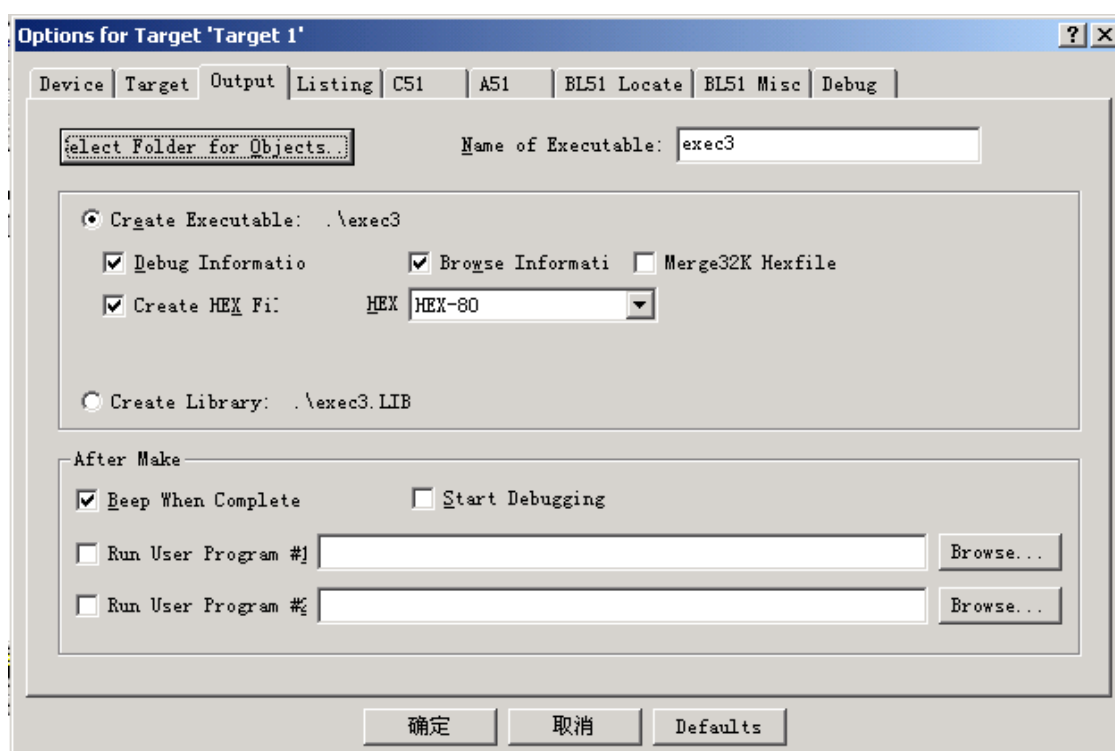 Options for Target 'Target 1'
Device Target Output Listing C51 A51 BL51 Locate BL51 Misc Debug
elect Folder for Objects.. Name of Executable: exec3
Create Executable: .\exec3
Debug Informatio Browse Informati Merge32K Hexfile
Create HEX Fi HEX HEX-80
Create Library: .\exec3.LIB
After Make
Beep When Complete Start Debugging
Run User Program #1 Browse...
Run User Program #2 Browse...
确定 取消 Defaults